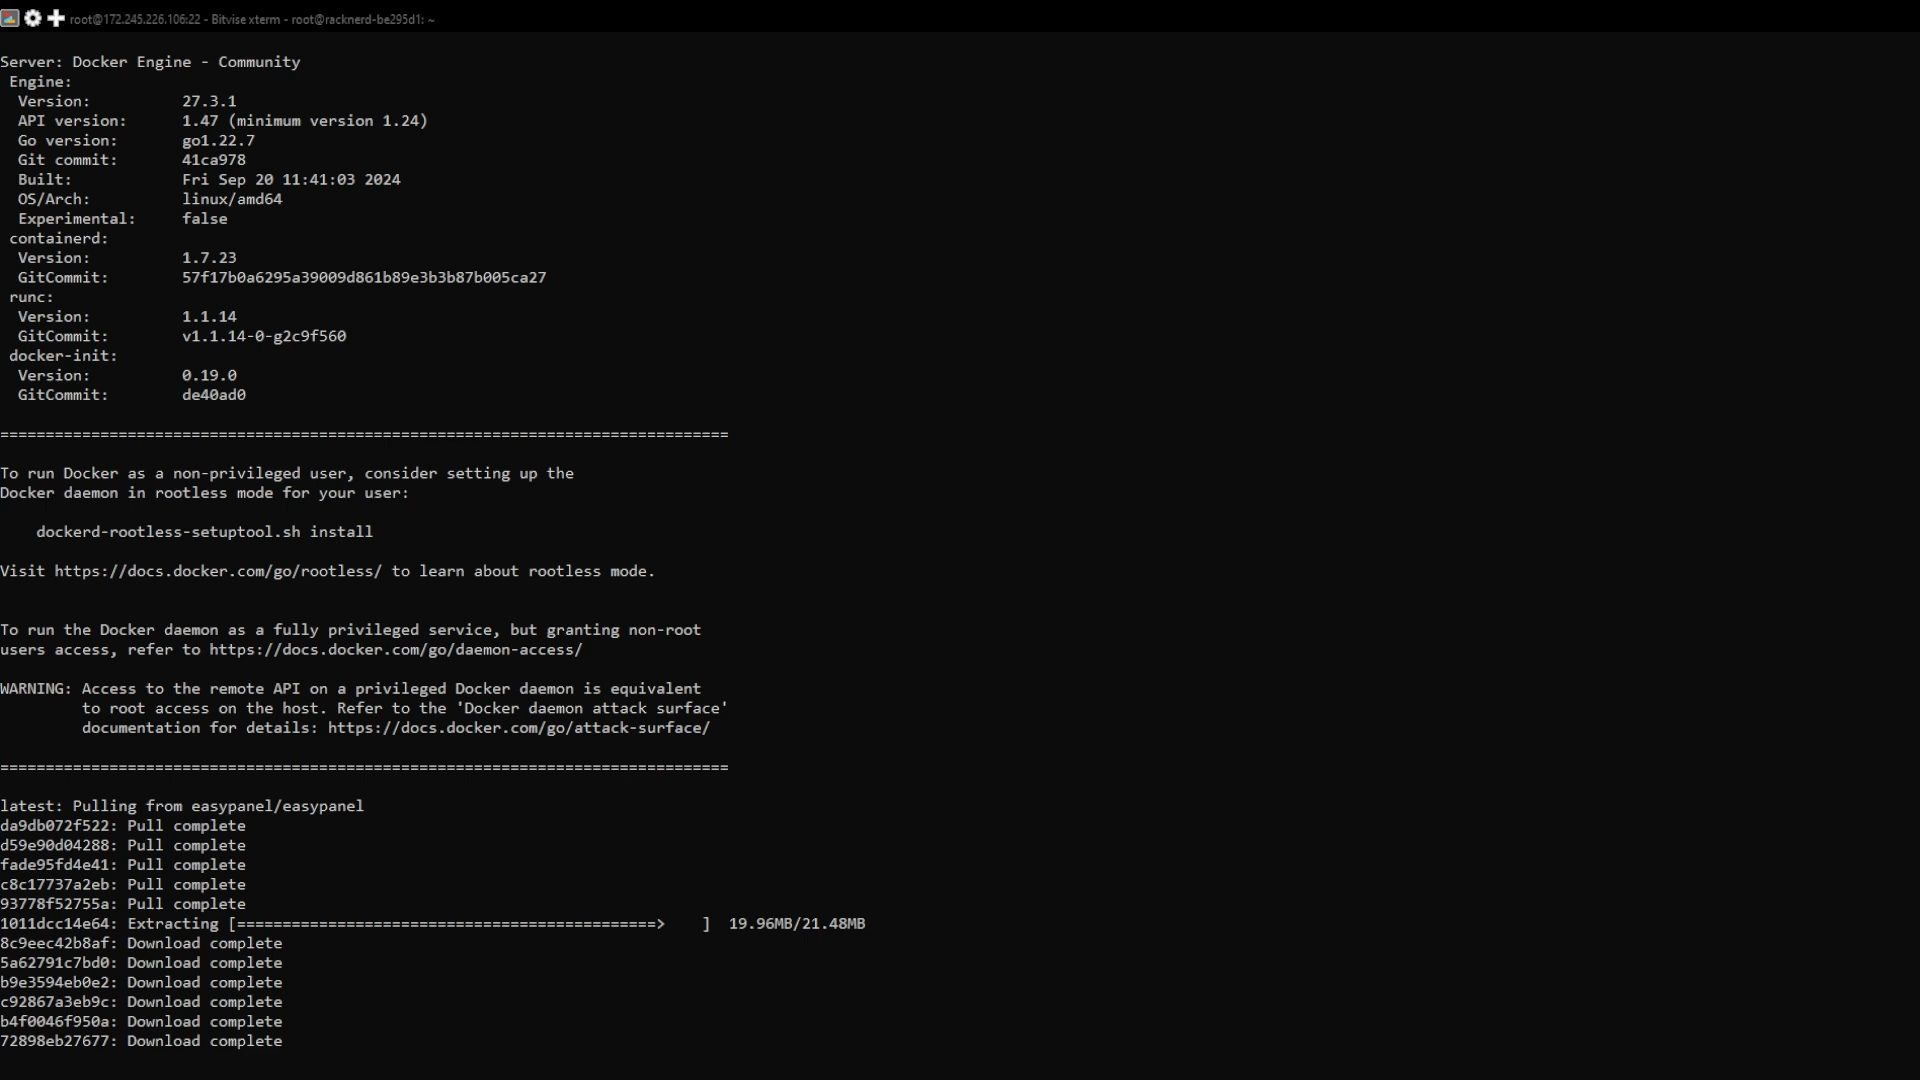 root@172.245.226.106:22 - Bitvise xterm - root@racknerd-be295d1: ~
Server: Docker Engine - Community
 Engine:
  Version:          27.3.1
  API version:      1.47 (minimum version 1.24)
  Go version:       go1.22.7
  Git commit:       41ca978
  Built:            Fri Sep 20 11:41:03 2024
  OS/Arch:          linux/amd64
  Experimental:     false
 containerd:
  Version:          1.7.23
  GitCommit:        57f17b0a6295a39009d861b89e3b3b87b005ca27
 runc:
  Version:          1.1.14
  GitCommit:        v1.1.14-0-g2c9f560
 docker-init:
  Version:          0.19.0
  GitCommit:        de40ad0
================================================================================
To run Docker as a non-privileged user, consider setting up the
Docker daemon in rootless mode for your user:
    dockerd-rootless-setuptool.sh install
Visit https://docs.docker.com/go/rootless/ to learn about rootless mode.
To run the Docker daemon as a fully privileged service, but granting non-root
users access, refer to https://docs.docker.com/go/daemon-access/
WARNING: Access to the remote API on a privileged Docker daemon is equivalent
         to root access on the host. Refer to the 'Docker daemon attack surface'
         documentation for details: https://docs.docker.com/go/attack-surface/
================================================================================
latest: Pulling from easypanel/easypanel
da9db072f522: Pull complete
d59e90d04288: Pull complete
fade95fd4e41: Pull complete
c8c17737a2eb: Pull complete
93778f52755a: Pull complete
1011dcc14e64: Extracting [==============================================>    ]  19.96MB/21.48MB
8c9eec42b8af: Download complete
5a62791c7bd0: Download complete
b9e3594eb0e2: Download complete
c92867a3eb9c: Download complete
b4f0046f950a: Download complete
72898eb27677: Download complete